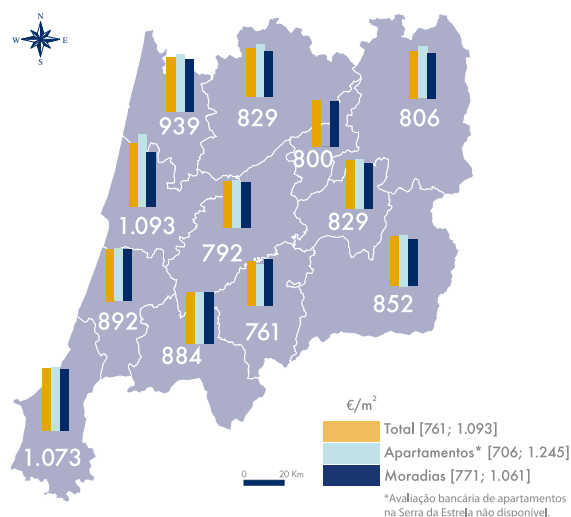 N
W E
S
939
829
806
800
1.093
829
792
852
892
884
761
1.073
€/m²
Total [761; 1.093]
Apartamentos* [706; 1.245]
Moradias [771; 1.061]
0 20 Km
*Avaliação bancária de apartamentos
na Serra da Estrela não disponível.